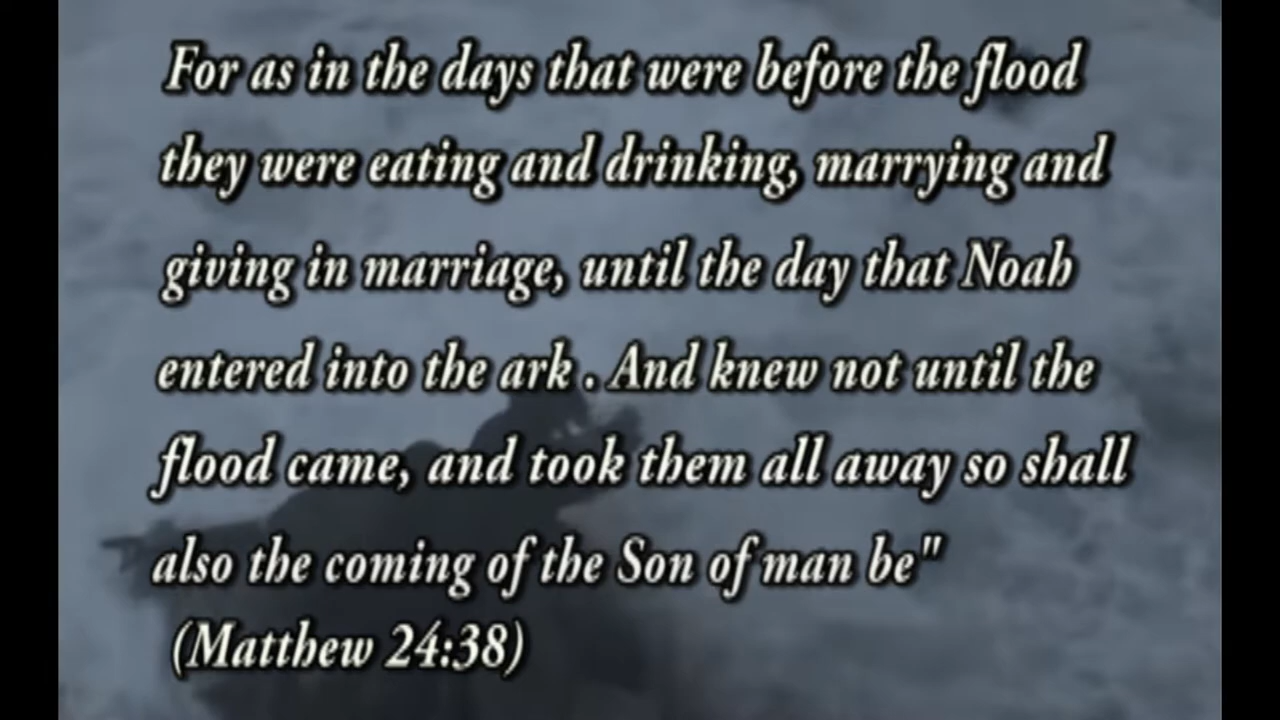 For as in the days that were before the flood
they were eating and drinking, marrying and
giving in marriage, until the day that Noah
entered into the ark . And knew not until the
flood came, and took them all away so shall
also the coming of the Son of man be"
(Matthew 24:38)